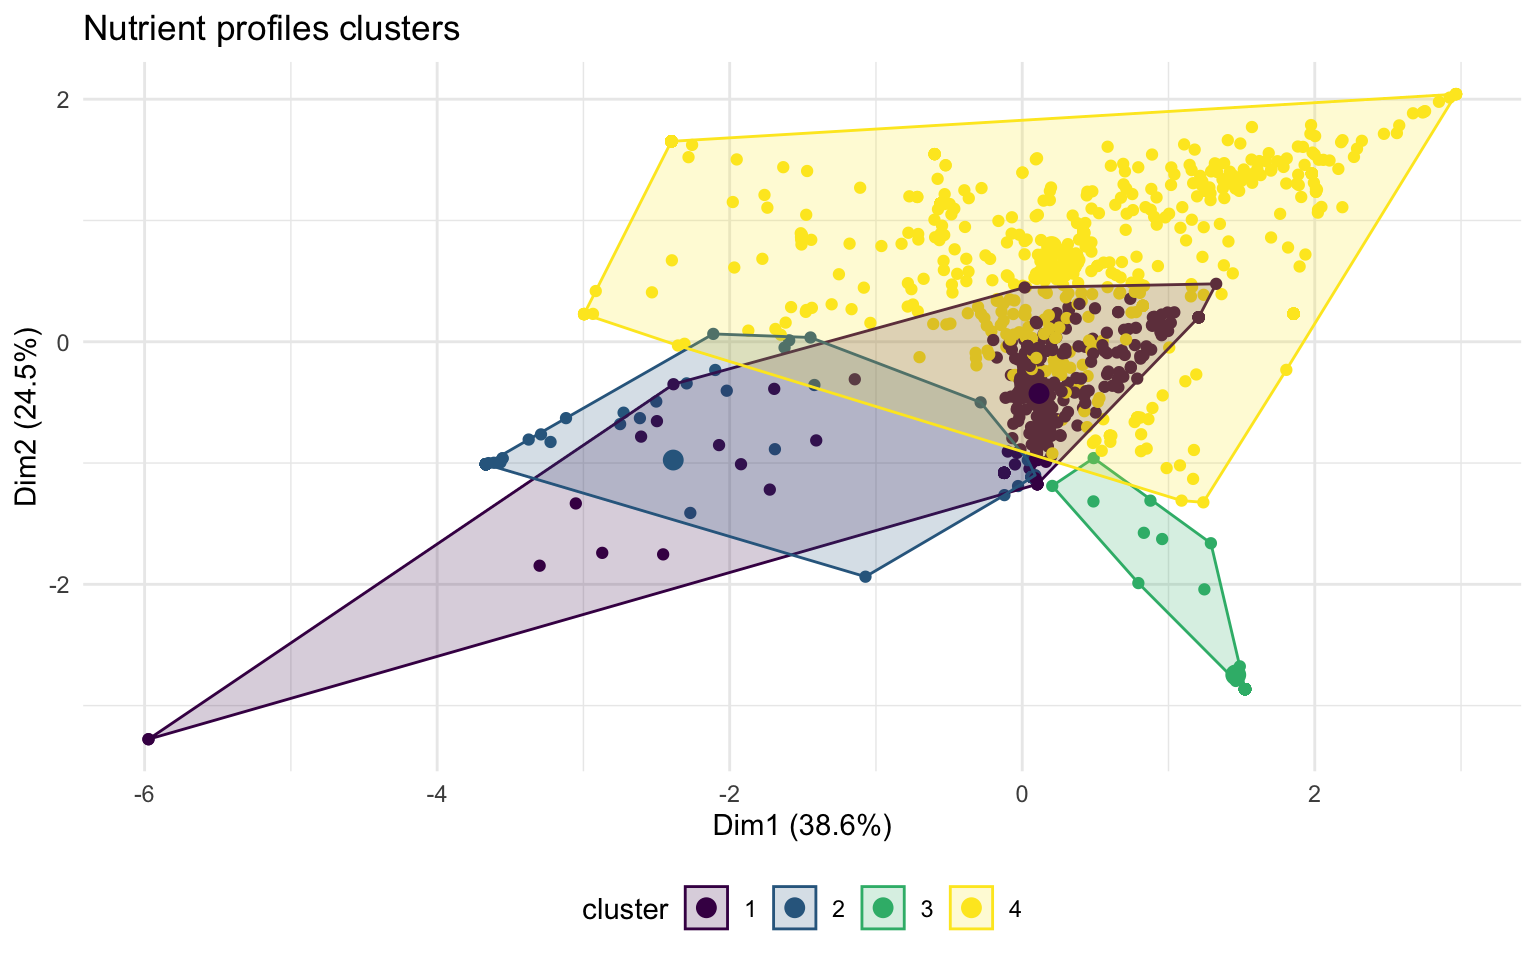 Nutrient profiles clusters
2
0
-2
Dim2 (24.5%)
-6 -4 -2 0 2
Dim1 (38.6%)
cluster 1 2 3 4